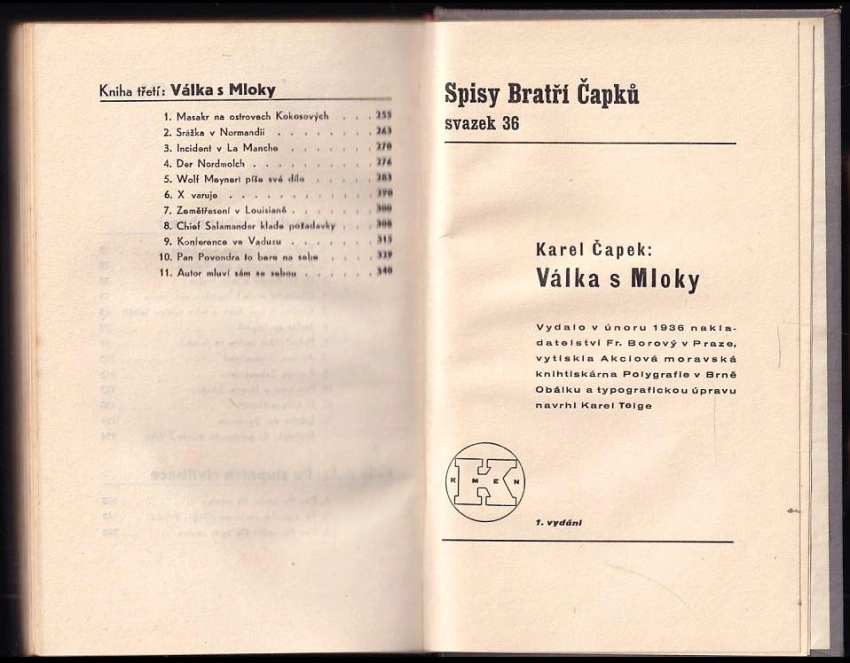 Kniha třetí: Válka s Mloky
1. Masakr na ostrovech Kokosových . . . 255
2. Srážka v Normandii . . . . . . . 263
3. Incident v La Manche . . . . . . 270
4. Der Nordmolch . . . . . . . . . 276
5. Wolf Meynert píše své dílo . . . . . 283
6. X varuje . . . . . . . . . . . 290
7. Zemětřesení v Louisianě . . . . . . 300
8. Chief Salamander klade požadavky . . . 306
9. Konference ve Vaduzu . . . . . . 315
10. Pan Povondra to bere na sebe . . . . 329
11. Autor mluví sám se sebou . . . . . 340
Po stupních civilisace
Spisy Bratří Čapků
svazek 36
Karel Čapek:
Válka s Mloky
Vydalo v únoru 1936 nakla-
datelství Fr. Borový v Praze,
vytiskla Akciová moravská
knihtiskárna Polygrafie v Brně
Obálku a typografickou úpravu
navrhl Karel Teige
K
KMEN
1. vydání